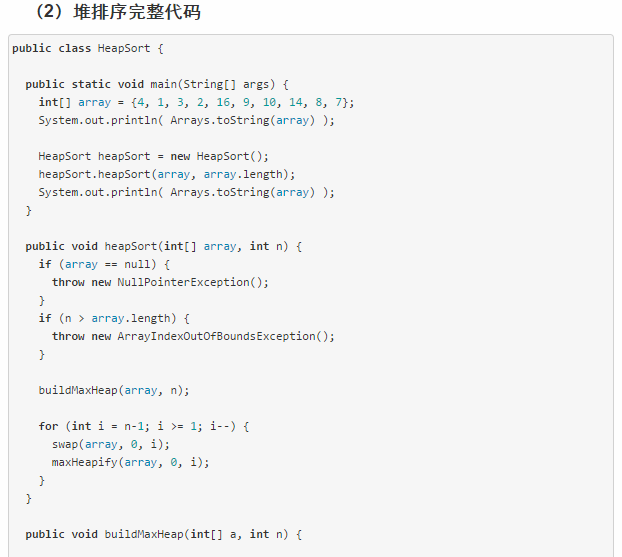 （2）堆排序完整代码
public class HeapSort {
public static void main(String[] args) {
int[] array = {4, 1, 3, 2, 16, 9, 10, 14, 8, 7};
System.out.println( Arrays.toString(array) );
HeapSort heapSort = new HeapSort();
heapSort.heapSort(array, array.length);
System.out.println( Arrays.toString(array) );
}
public void heapSort(int[] array, int n) {
if (array == null) {
throw new NullPointerException();
}
if (n > array.length) {
throw new ArrayIndexOutOfBoundsException();
}
buildMaxHeap(array, n);
for (int i = n-1; i >= 1; i--) {
swap(array, 0, i);
maxHeapify(array, 0, i);
}
}
public void buildMaxHeap(int[] a, int n) {